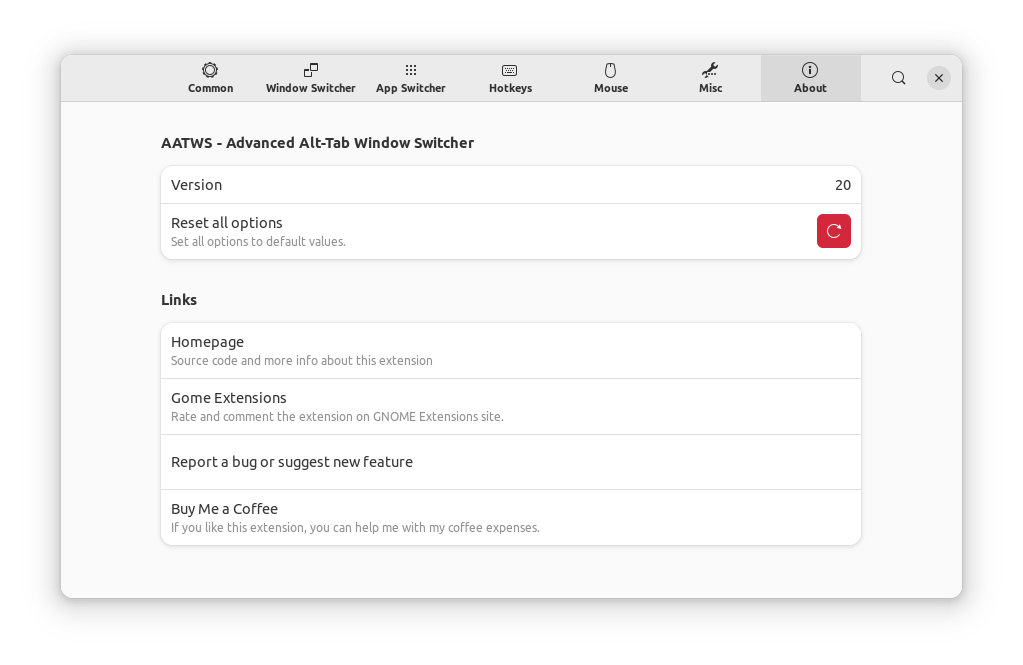 Common Window Switcher App Switcher Hotkeys Mouse Misc About
AATWS - Advanced Alt-Tab Window Switcher
Version 20
Reset all options
Set all options to default values.
Links
Homepage
Source code and more info about this extension
Gome Extensions
Rate and comment the extension on GNOME Extensions site.
Report a bug or suggest new feature
Buy Me a Coffee
If you like this extension, you can help me with my coffee expenses.